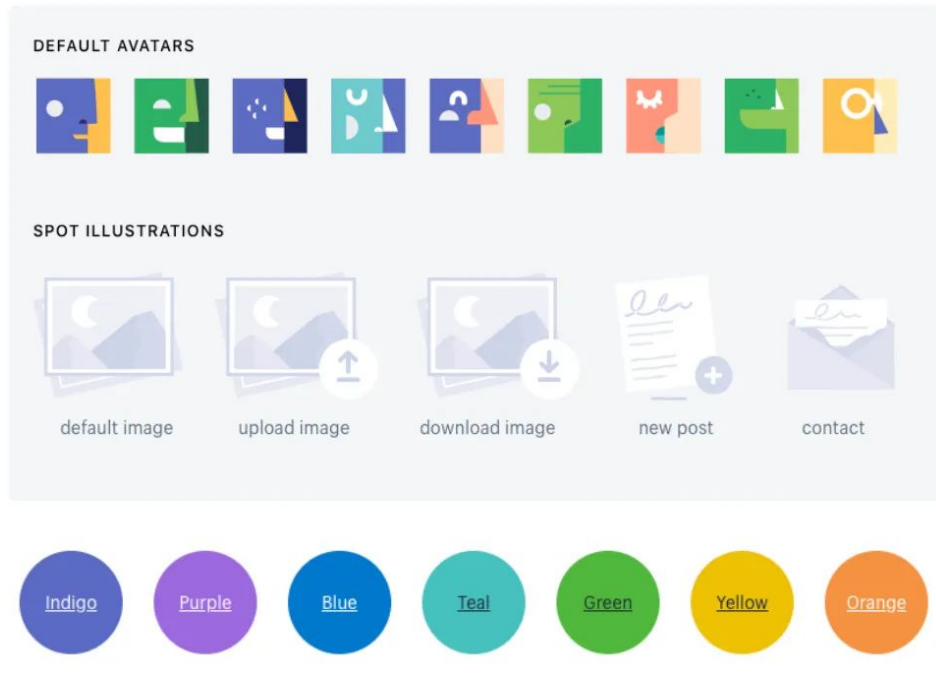 DEFAULT AVATARS
SPOT ILLUSTRATIONS
default image upload image download image new post contact
Indigo Purple Blue Teal Green Yellow Orange